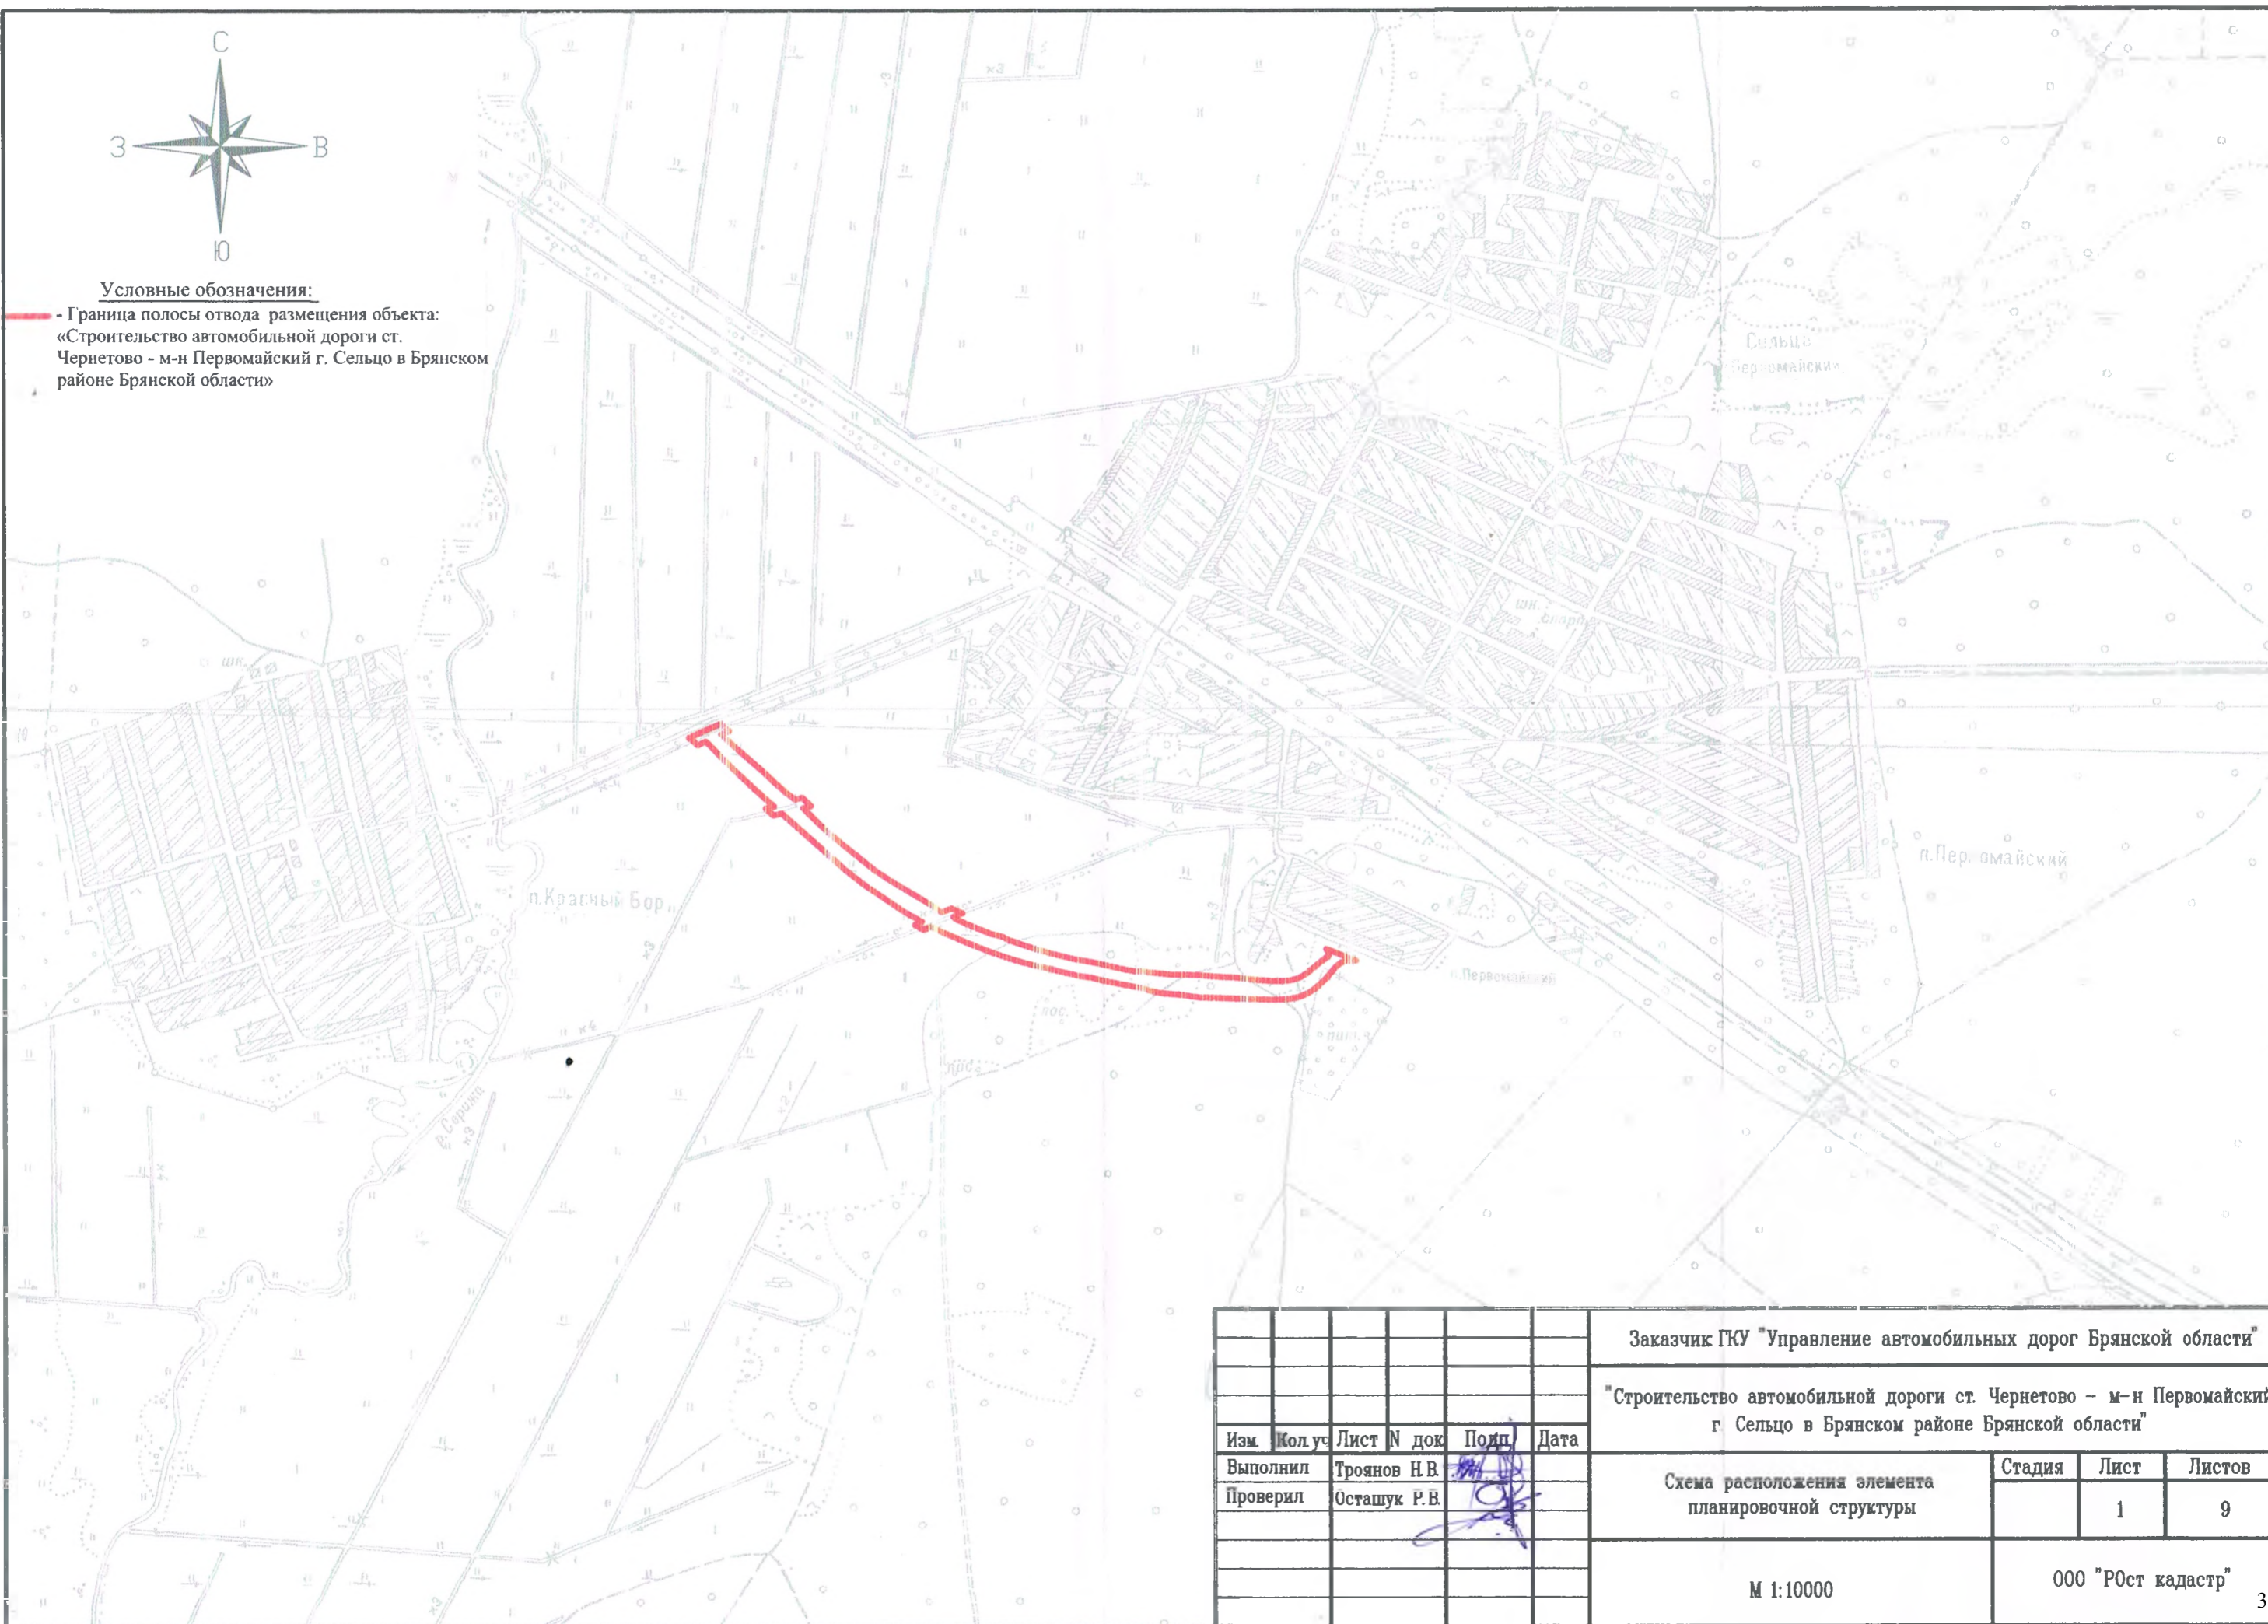 С
З
В
Ю
Условные обозначения:
- Граница полосы отвода размещения объекта:
«Строительство автомобильной дороги ст.
Чернетово - м-н Первомайский г. Сельцо в Брянском
районе Брянской области»
Сельцо
Первомайский
шк.
шк.
п.Первомайский
п.Красный Бор
п.Первомайский
Заказчик ГКУ "Управление автомобильных дорог Брянской области"
"Строительство автомобильной дороги ст. Чернетово - м-н Первомайский
г. Сельцо в Брянском районе Брянской области"
Изм. Кол.уч Лист N док Подп. Дата
Выполнил Троянов Н.В.
Проверил Осташук Р.В.
Схема расположения элемента
планировочной структуры
Стадия Лист Листов
1 9
М 1:10000
ООО "РОст кадастр"
3